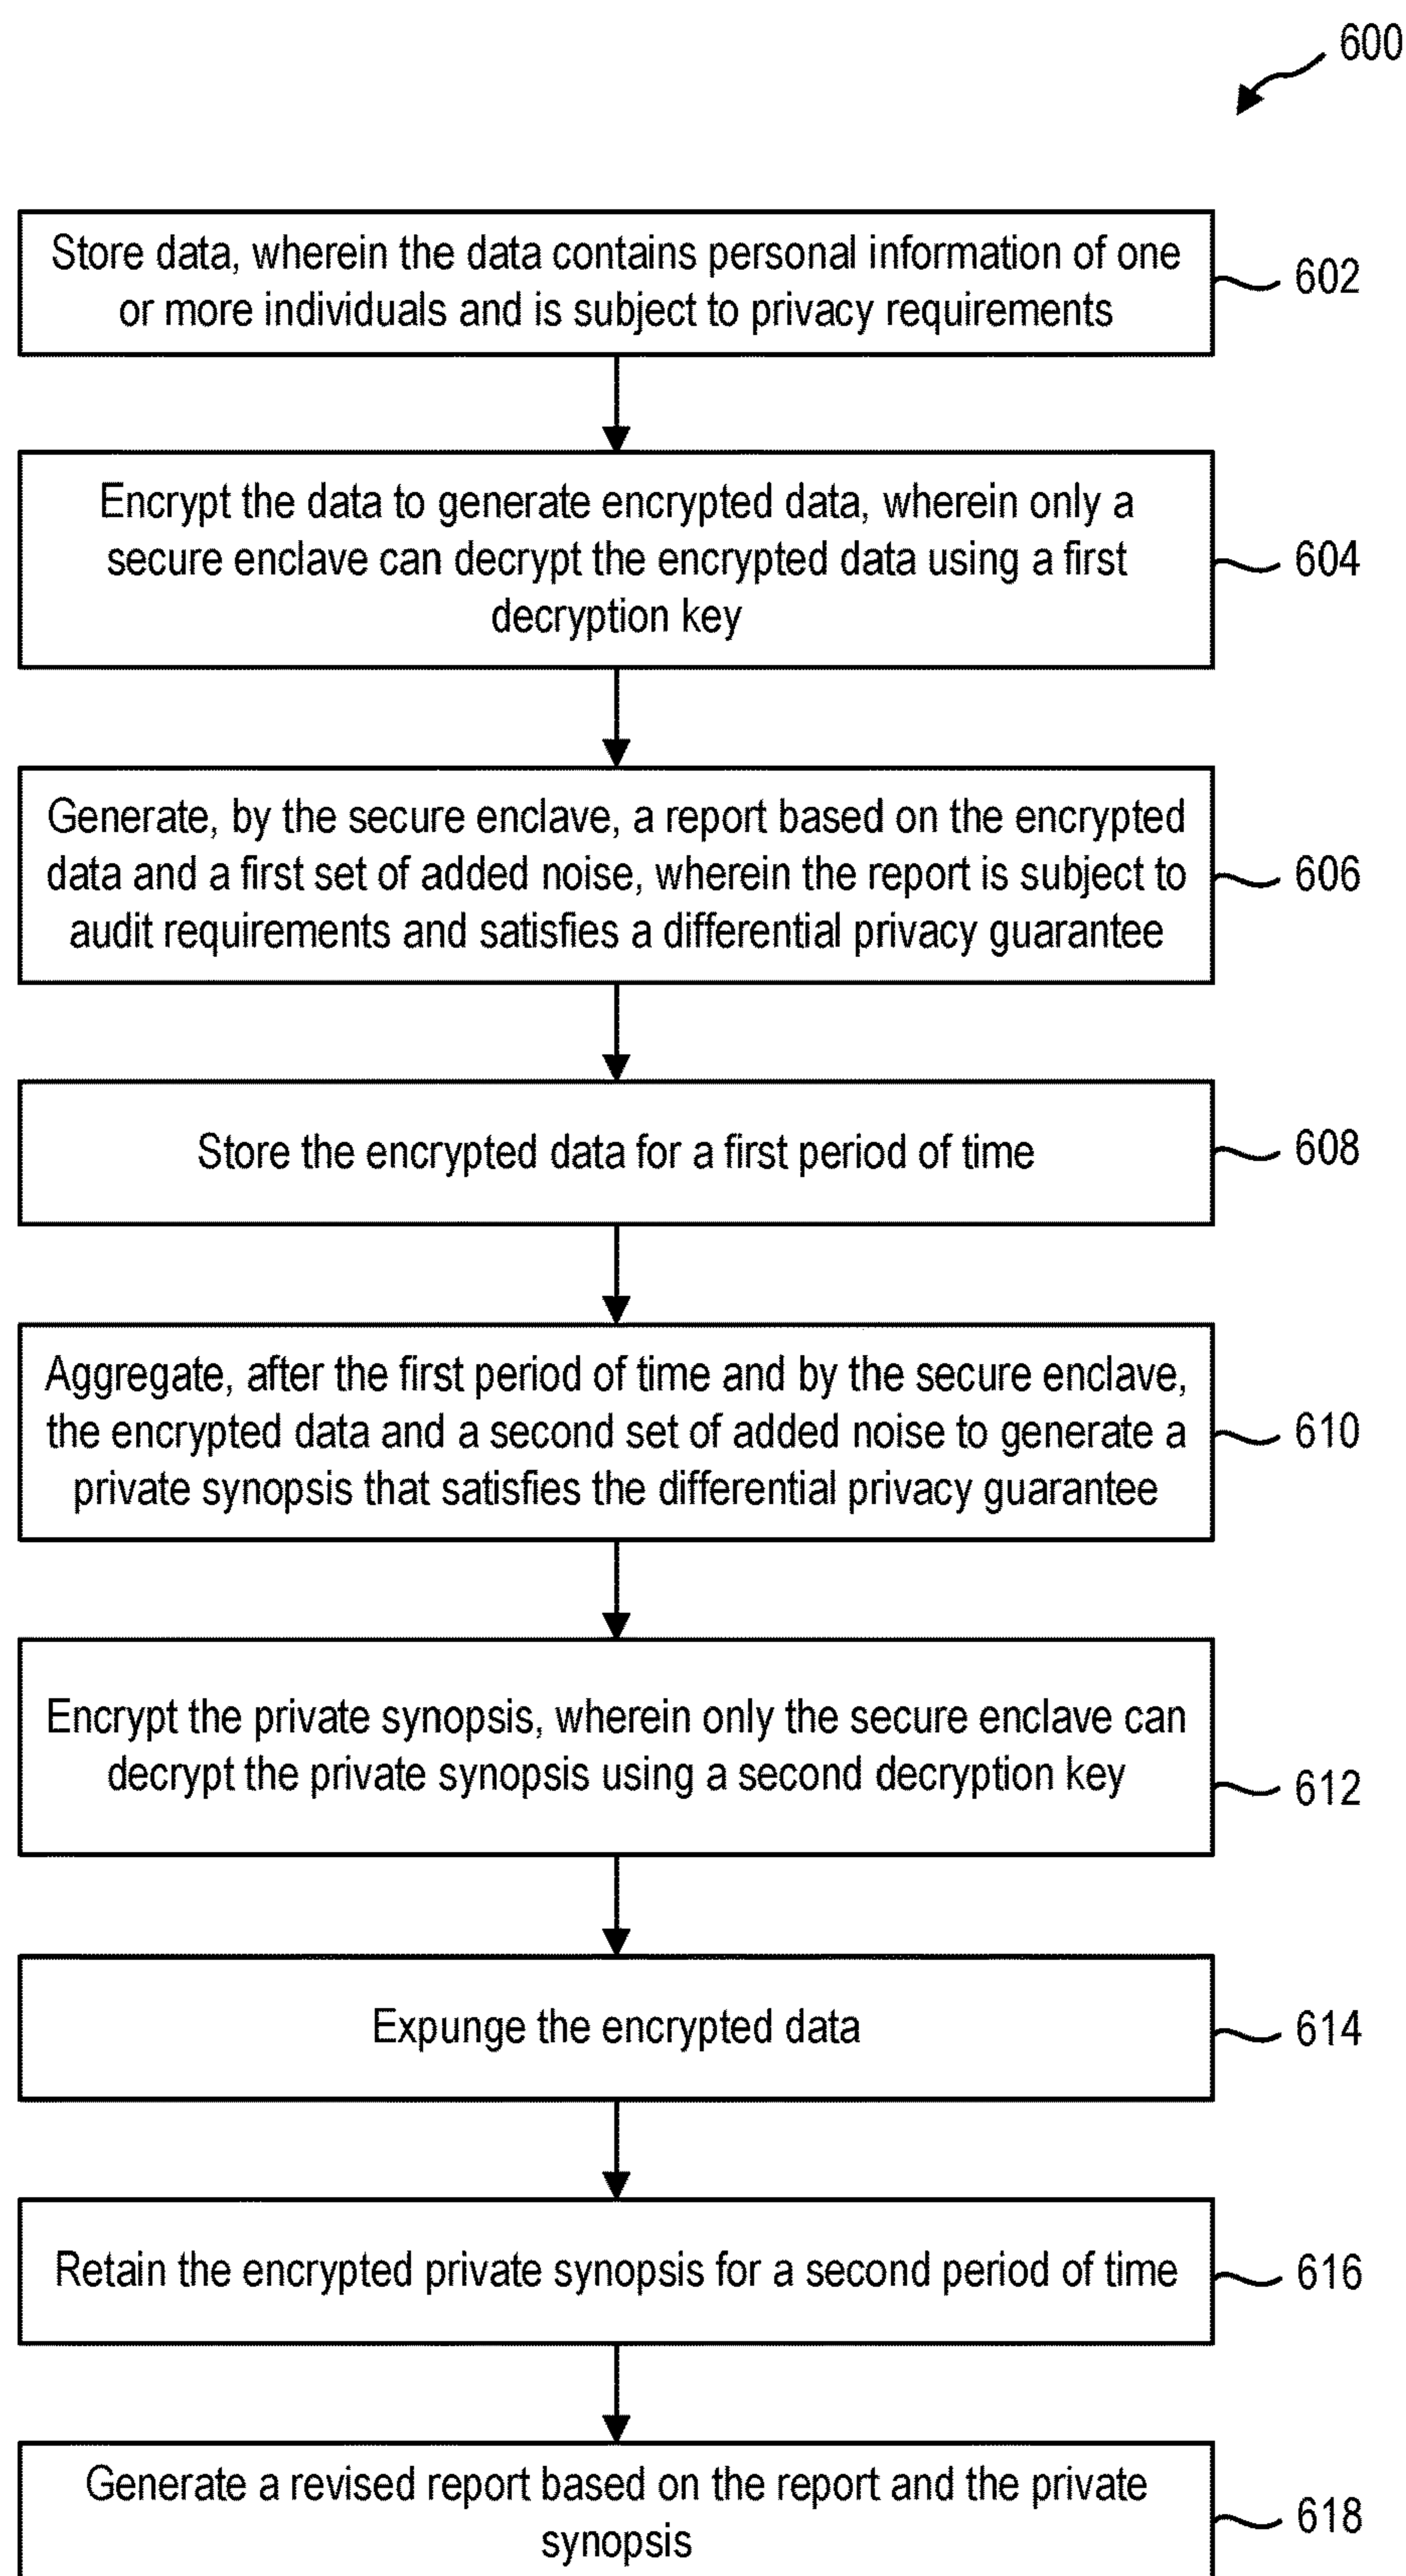 600
Store data, wherein the data contains personal information of one
or more individuals and is subject to privacy requirements
602
Encrypt the data to generate encrypted data, wherein only a
secure enclave can decrypt the encrypted data using a first
decryption key
604
Generate, by the secure enclave, a report based on the encrypted
data and a first set of added noise, wherein the report is subject to
audit requirements and satisfies a differential privacy guarantee
606
Store the encrypted data for a first period of time
608
Aggregate, after the first period of time and by the secure enclave,
the encrypted data and a second set of added noise to generate a
private synopsis that satisfies the differential privacy guarantee
610
Encrypt the private synopsis, wherein only the secure enclave can
decrypt the private synopsis using a second decryption key
612
Expunge the encrypted data
614
Retain the encrypted private synopsis for a second period of time
616
Generate a revised report based on the report and the private
synopsis
618